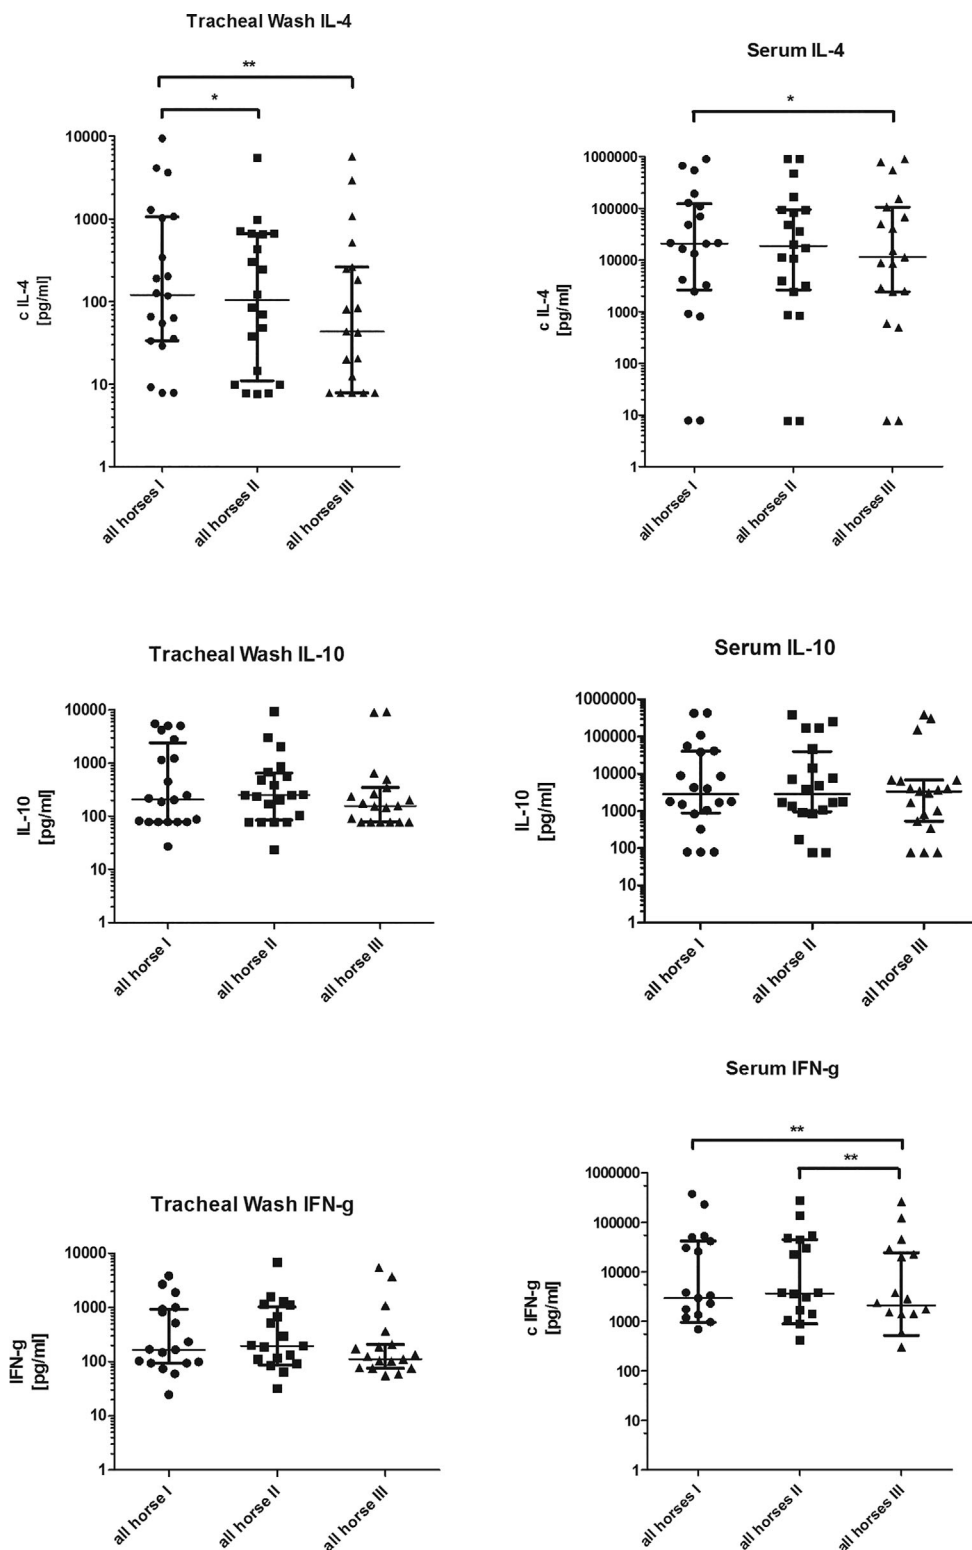 Tracheal Wash IL-4
**
*
10000
1000
100
10
1
c IL-4
[pg/ml]
all horses I
all horses II
all horses III
Serum IL-4
*
1000000
100000
10000
1000
100
10
1
c IL-4
[pg/ml]
all horses I
all horses II
all horses III
Tracheal Wash IL-10
10000
1000
100
10
1
IL-10
[pg/ml]
all horse I
all horse II
all horse III
Serum IL-10
1000000
100000
10000
1000
100
10
1
IL-10
[pg/ml]
all horse I
all horse II
all horse III
Tracheal Wash IFN-g
10000
1000
100
10
1
IFN-g
[pg/ml]
all horse I
all horse II
all horse III
Serum IFN-g
**
**
1000000
100000
10000
1000
100
10
1
c IFN-g
[pg/ml]
all horses I
all horses II
all horses III